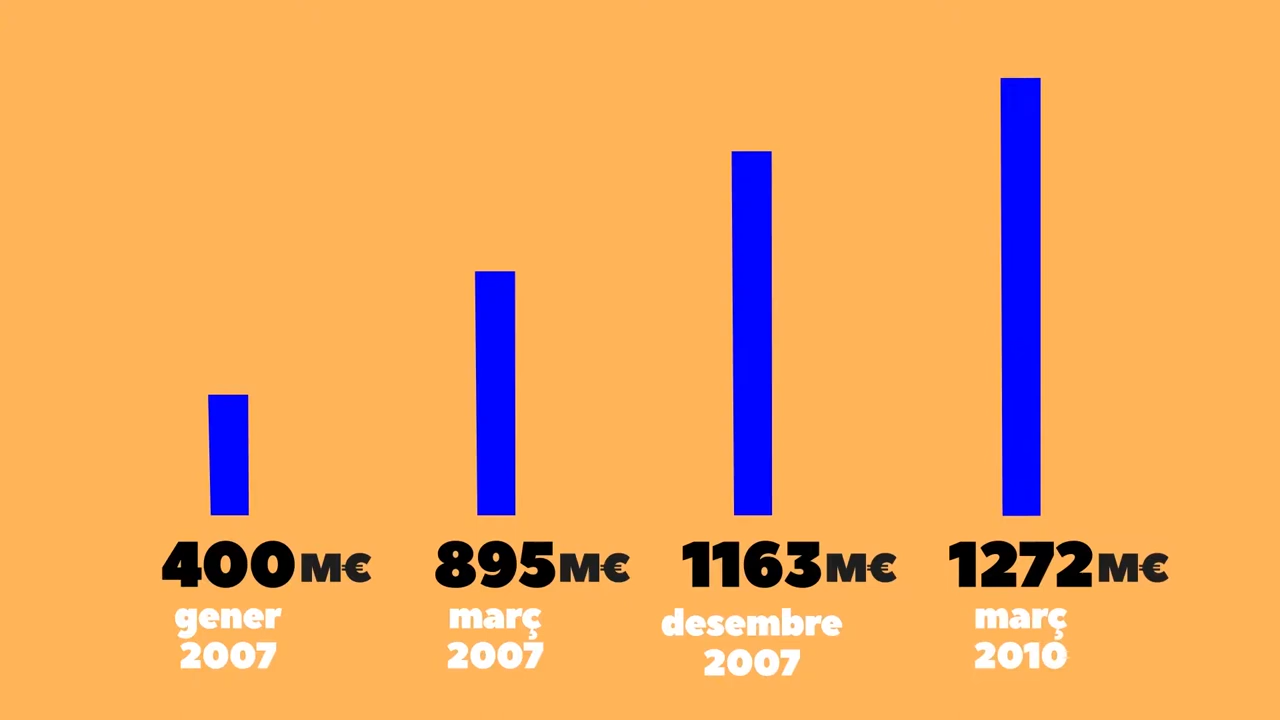 400M€
gener
2007
895M€
març
2007
1163M€
desembre
2007
1272M€
març
2010